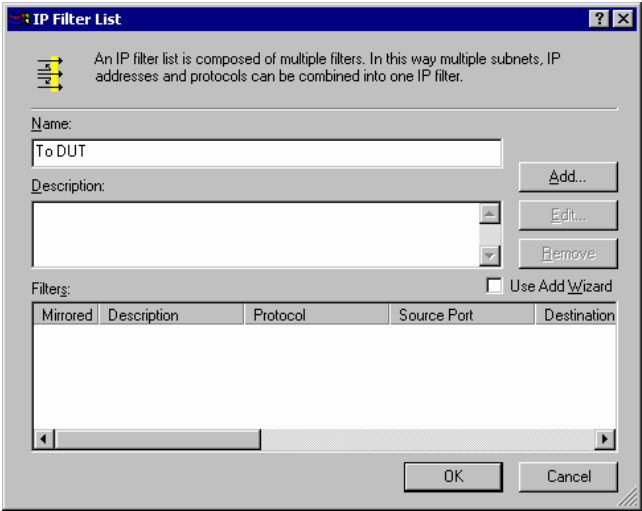 IP Filter List
An IP filter list is composed of multiple filters. In this way multiple subnets, IP
addresses and protocols can be combined into one IP filter.
Name:
To DUT
Add...
Description:
Edit...
Remove
Filters:
Use Add Wizard
Mirrored Description Protocol Source Port Destination
OK Cancel